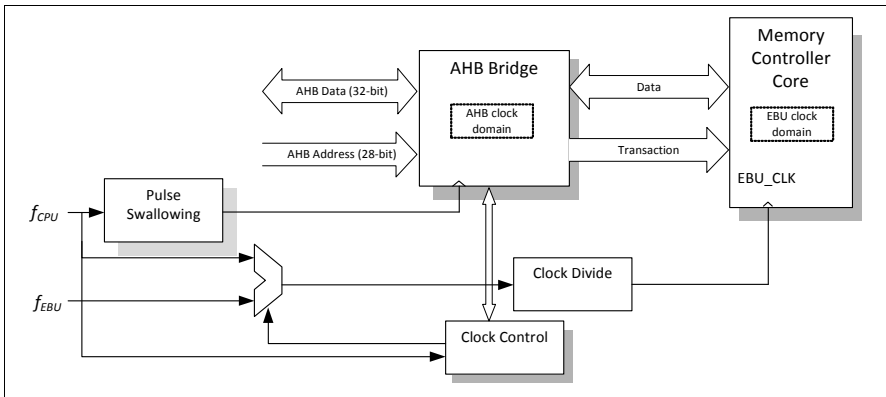 Memory
Controller
Core
AHB Bridge
AHB Data (32-bit)
Data
AHB clock
domain
EBU clock
domain
AHB Address (28-bit)
Transaction
EBU_CLK
Pulse
Swallowing
fCPU
Clock Divide
fEBU
Clock Control